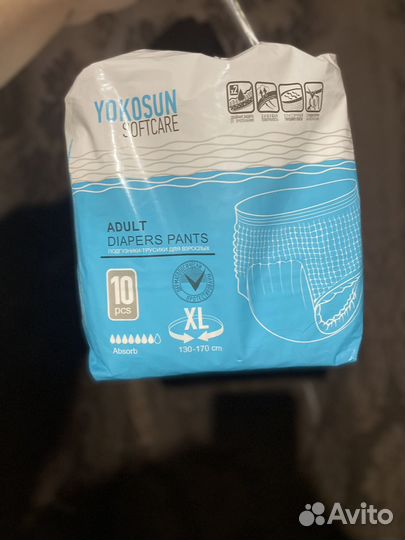 YOKOSUN
SOFTCARE
ADULT
DIAPERS PANTS
ПОДГУЗНИКИ-ТРУСИКИ ДЛЯ ВЗРОСЛЫХ
10
pcs
XL
130-170 cm
Absorb
Avito